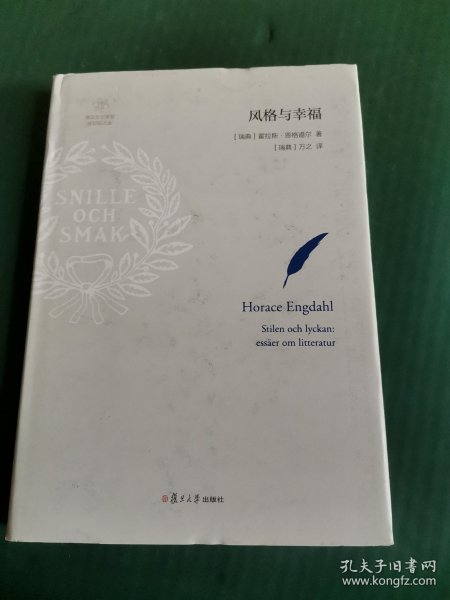 风格与幸福
[瑞典] 霍拉斯·恩格道尔 著
[瑞典] 万之 译
SNILLE
OCH
SMAK
Horace Engdahl
Stilen och lyckan:
essäer om litteratur
复旦大学出版社
孔夫子旧书网
www.kongfz.com